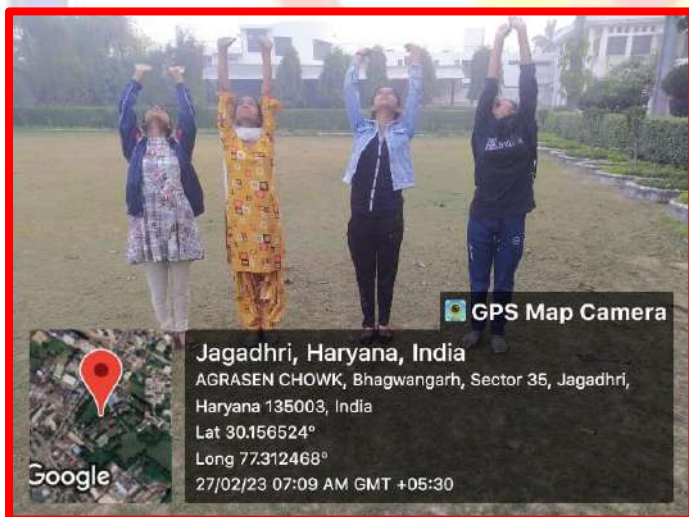 GPS Map Camera
Jagadhri, Haryana, India
AGRASEN CHOWK, Bhagwangarh, Sector 35, Jagadhri,
Haryana 135003, India
Lat 30.156524°
Long 77.312468°
27/02/23 07:09 AM GMT +05:30
Google